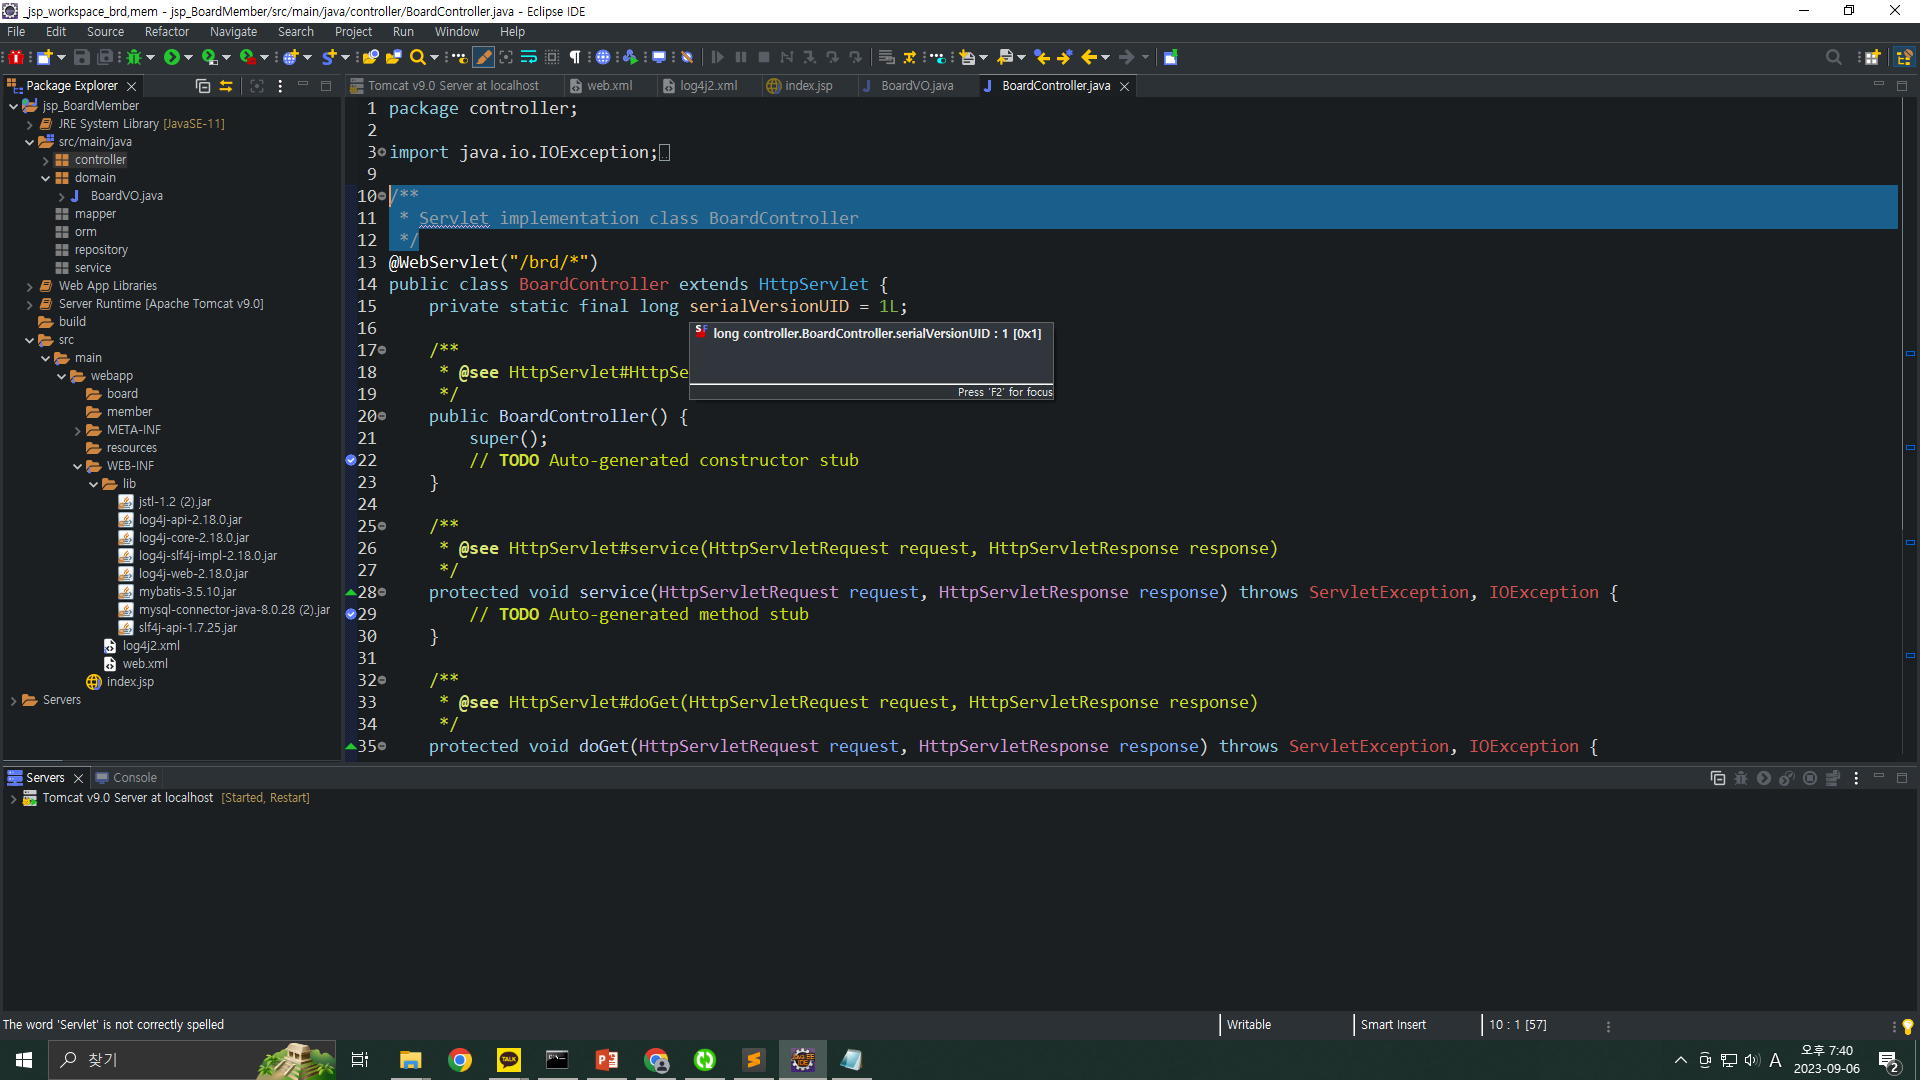 _jsp_workspace_brd,mem - jsp_BoardMember/src/main/java/controller/BoardController.java - Eclipse IDE
File Edit Source Refactor Navigate Search Project Run Window Help
Package Explorer
Tomcat v9.0 Server at localhost web.xml log4j2.xml index.jsp BoardVO.java BoardController.java
jsp_BoardMember
JRE System Library [JavaSE-11]
src/main/java
controller
domain
BoardVO.java
mapper
orm
repository
service
Web App Libraries
Server Runtime [Apache Tomcat v9.0]
build
src
main
webapp
board
member
META-INF
resources
WEB-INF
lib
jstl-1.2 (2).jar
log4j-api-2.18.0.jar
log4j-core-2.18.0.jar
log4j-slf4j-impl-2.18.0.jar
log4j-web-2.18.0.jar
mybatis-3.5.10.jar
mysql-connector-java-8.0.28 (2).jar
slf4j-api-1.7.25.jar
log4j2.xml
web.xml
index.jsp
Servers
1 package controller;
2
3 import java.io.IOException;
9
10 /**
11 * Servlet implementation class BoardController
12 */
13 @WebServlet("/brd/*")
14 public class BoardController extends HttpServlet {
15 private static final long serialVersionUID = 1L;
16
long controller.BoardController.serialVersionUID : 1 [0x1]
Press 'F2' for focus
17 /**
18 * @see HttpServlet#HttpSe
19 */
20 public BoardController() {
21 super();
22 // TODO Auto-generated constructor stub
23 }
24
25 /**
26 * @see HttpServlet#service(HttpServletRequest request, HttpServletResponse response)
27 */
28 protected void service(HttpServletRequest request, HttpServletResponse response) throws ServletException, IOException {
29 // TODO Auto-generated method stub
30 }
31
32 /**
33 * @see HttpServlet#doGet(HttpServletRequest request, HttpServletResponse response)
34 */
35 protected void doGet(HttpServletRequest request, HttpServletResponse response) throws ServletException, IOException {
Servers Console
Tomcat v9.0 Server at localhost [Started, Restart]
The word 'Servlet' is not correctly spelled
Writable Smart Insert 10 : 1 [57]
찾기
TALK
A
오후 7:40
2023-09-06
2